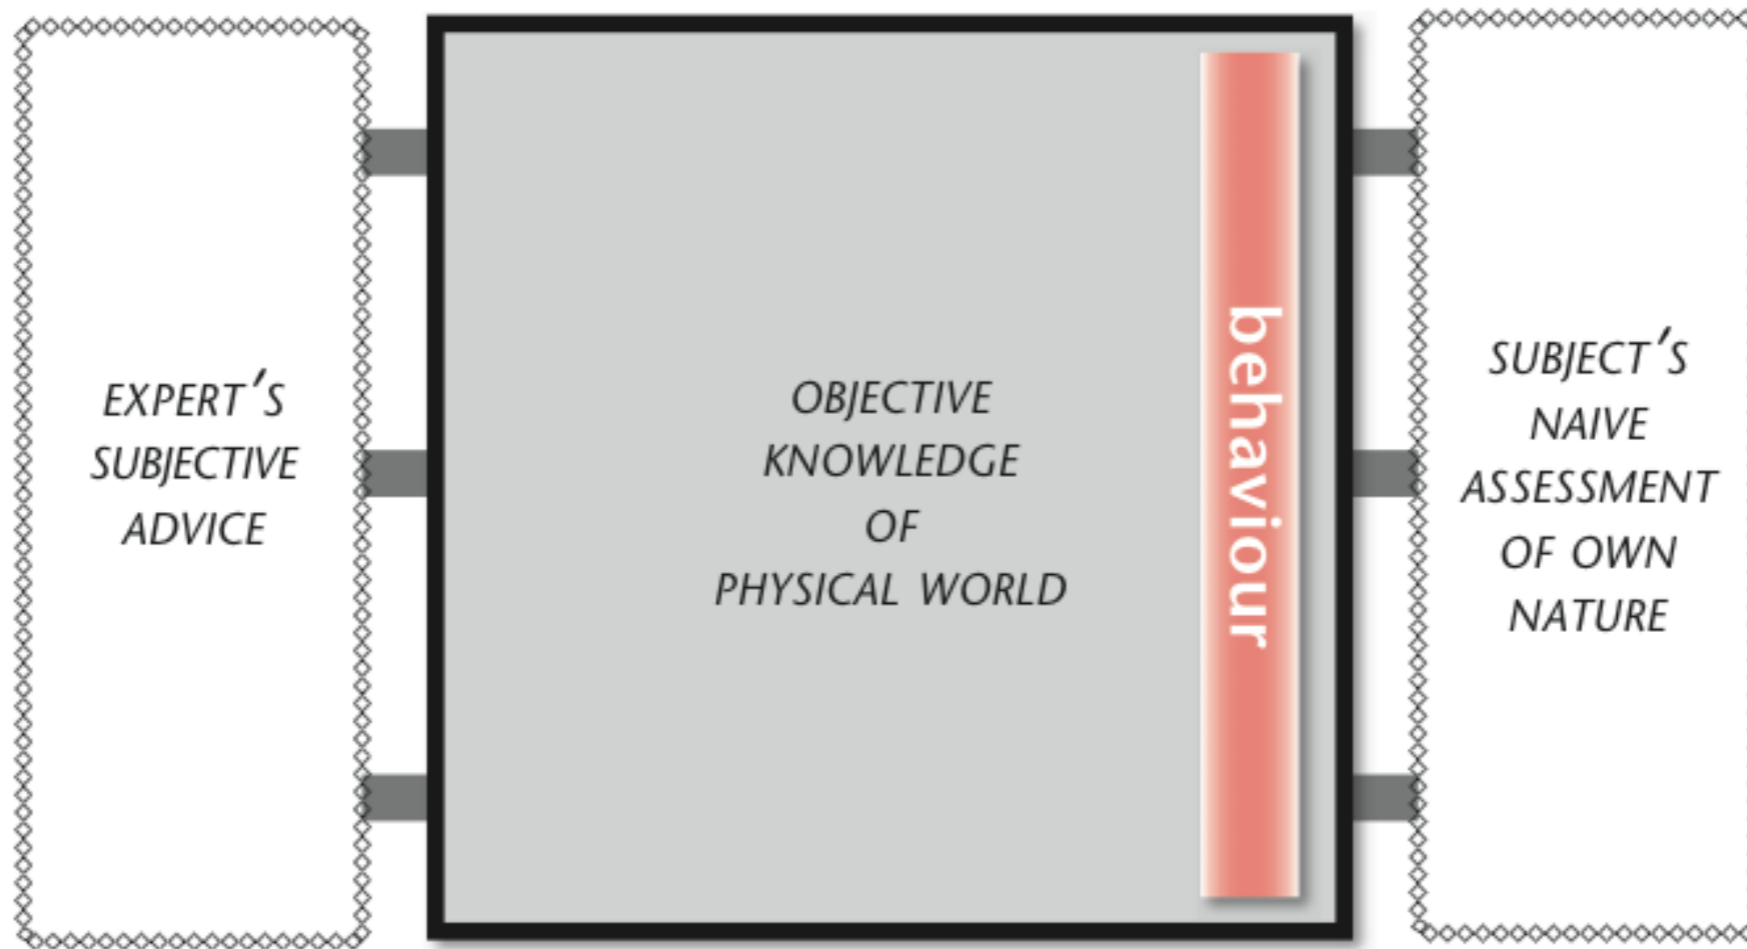 EXPERT'S
SUBJECTIVE
ADVICE
OBJECTIVE
KNOWLEDGE
OF
PHYSICAL WORLD
behaviour
SUBJECT'S
NAIVE
ASSESSMENT
OF OWN
NATURE